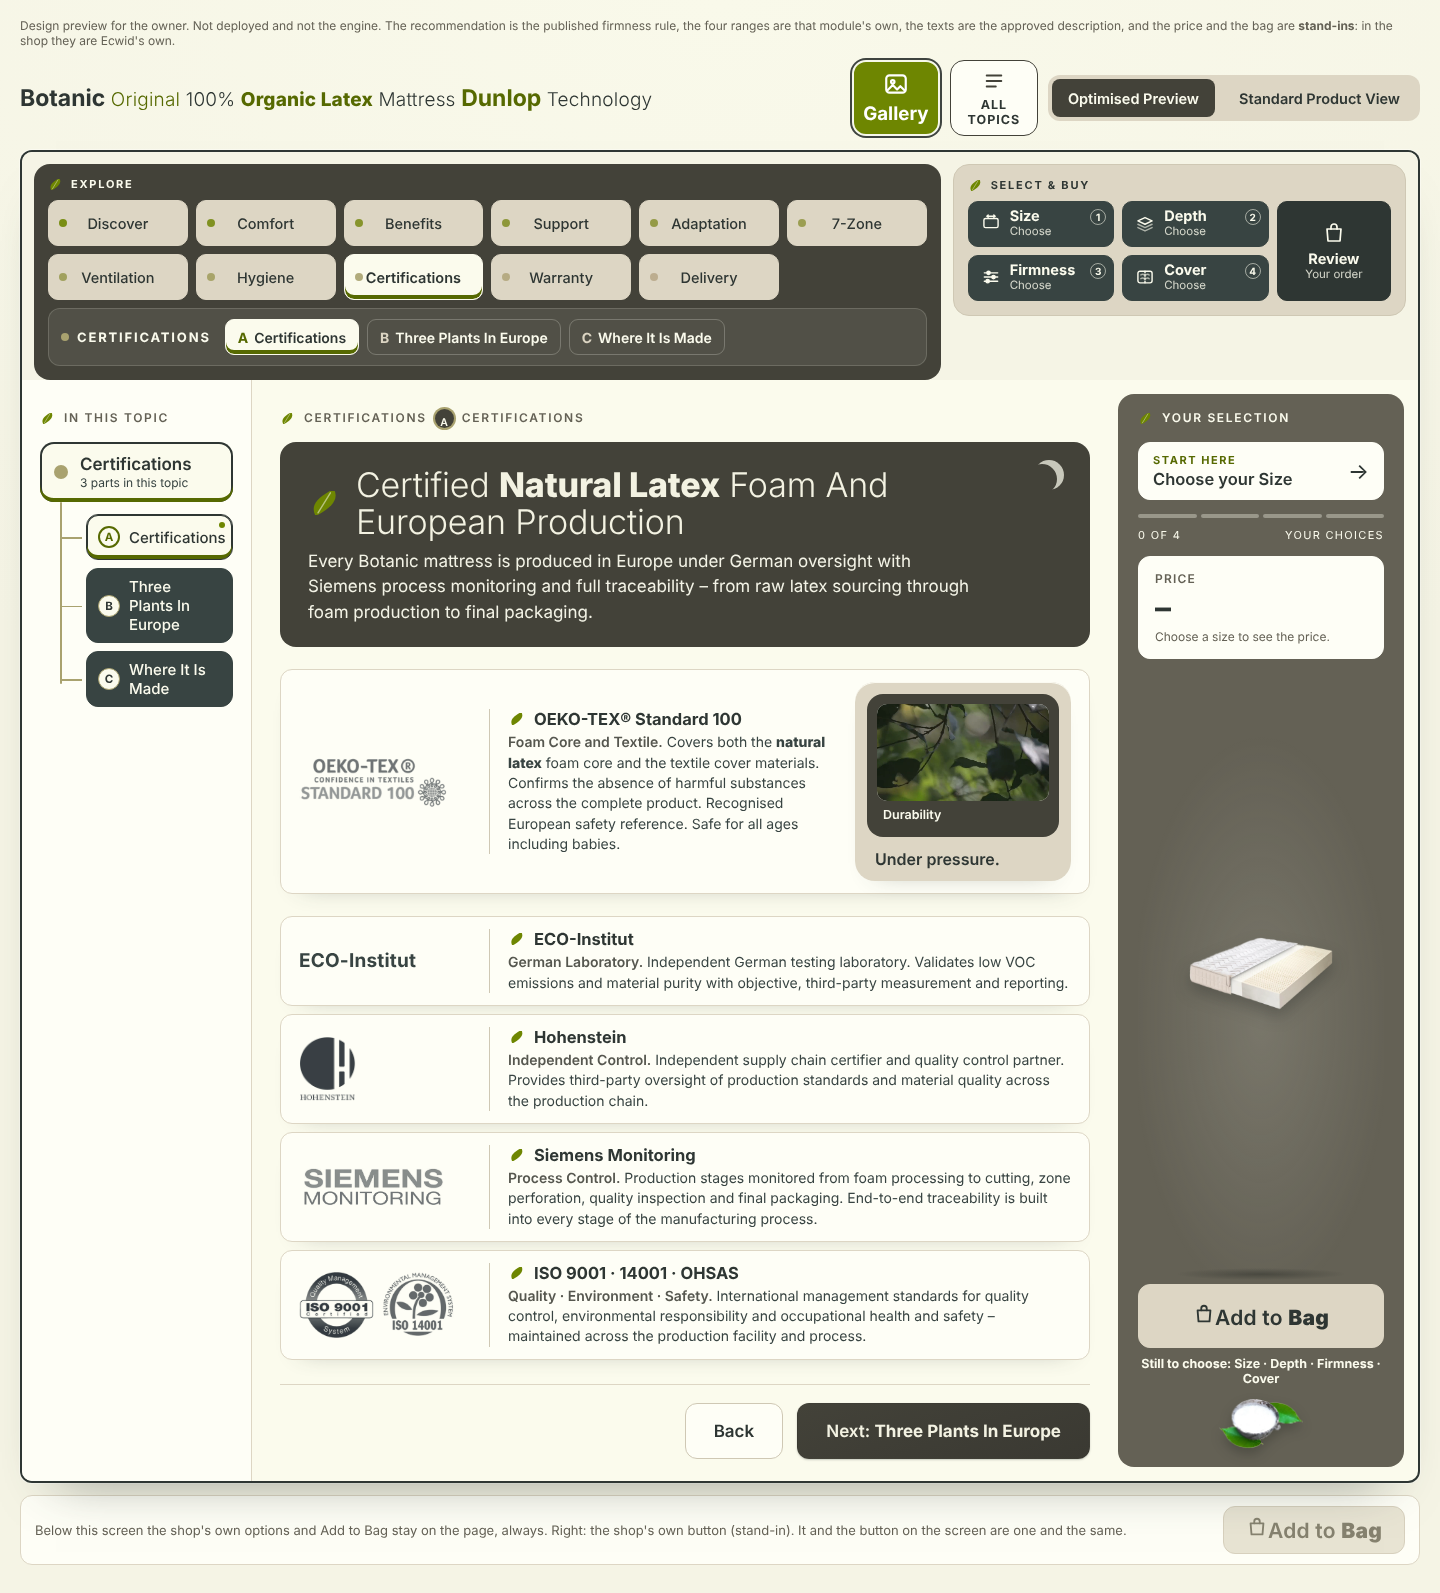 Design preview for the owner. Not deployed and not the engine. The recommendation is the published firmness rule, the four ranges are that module's own, the texts are the approved description, and the price and the bag are stand-ins: in the
shop they are Ecwid's own.
Botanic Original 100% Organic Latex Mattress Dunlop Technology
Gallery
ALL
TOPICS
Optimised Preview
Standard Product View
EXPLORE
Discover
Comfort
Benefits
Support
Adaptation
7-Zone
Ventilation
Hygiene
Certifications
Warranty
Delivery
CERTIFICATIONS
A Certifications
B Three Plants In Europe
C Where It Is Made
SELECT & BUY
Size
Choose
1
Depth
Choose
2
Firmness
Choose
3
Cover
Choose
4
Review
Your order
IN THIS TOPIC
Certifications
3 parts in this topic
A Certifications
B Three
Plants In
Europe
C Where It Is
Made
CERTIFICATIONS A CERTIFICATIONS
Certified Natural Latex Foam And
European Production
Every Botanic mattress is produced in Europe under German oversight with
Siemens process monitoring and full traceability – from raw latex sourcing through
foam production to final packaging.
OEKO-TEX®
CONFIDENCE IN TEXTILES
STANDARD 100
OEKO-TEX® Standard 100
Foam Core and Textile. Covers both the natural
latex foam core and the textile cover materials.
Confirms the absence of harmful substances
across the complete product. Recognised
European safety reference. Safe for all ages
including babies.
Durability
Under pressure.
ECO-Institut
ECO-Institut
German Laboratory. Independent German testing laboratory. Validates low VOC
emissions and material purity with objective, third-party measurement and reporting.
HOHENSTEIN
Hohenstein
Independent Control. Independent supply chain certifier and quality control partner.
Provides third-party oversight of production standards and material quality across
the production chain.
SIEMENS
MONITORING
Siemens Monitoring
Process Control. Production stages monitored from foam processing to cutting, zone
perforation, quality inspection and final packaging. End-to-end traceability is built
into every stage of the manufacturing process.
Quality Management
ISO 9001
Certified
System
ENVIRONMENTAL MANAGEMENT SYSTEM
ISO 14001
ISO 9001 · 14001 · OHSAS
Quality · Environment · Safety. International management standards for quality
control, environmental responsibility and occupational health and safety –
maintained across the production facility and process.
Back
Next: Three Plants In Europe
YOUR SELECTION
START HERE
Choose your Size
0 OF 4
YOUR CHOICES
PRICE
–
Choose a size to see the price.
Add to Bag
Still to choose: Size · Depth · Firmness ·
Cover
Below this screen the shop's own options and Add to Bag stay on the page, always. Right: the shop's own button (stand-in). It and the button on the screen are one and the same.
Add to Bag